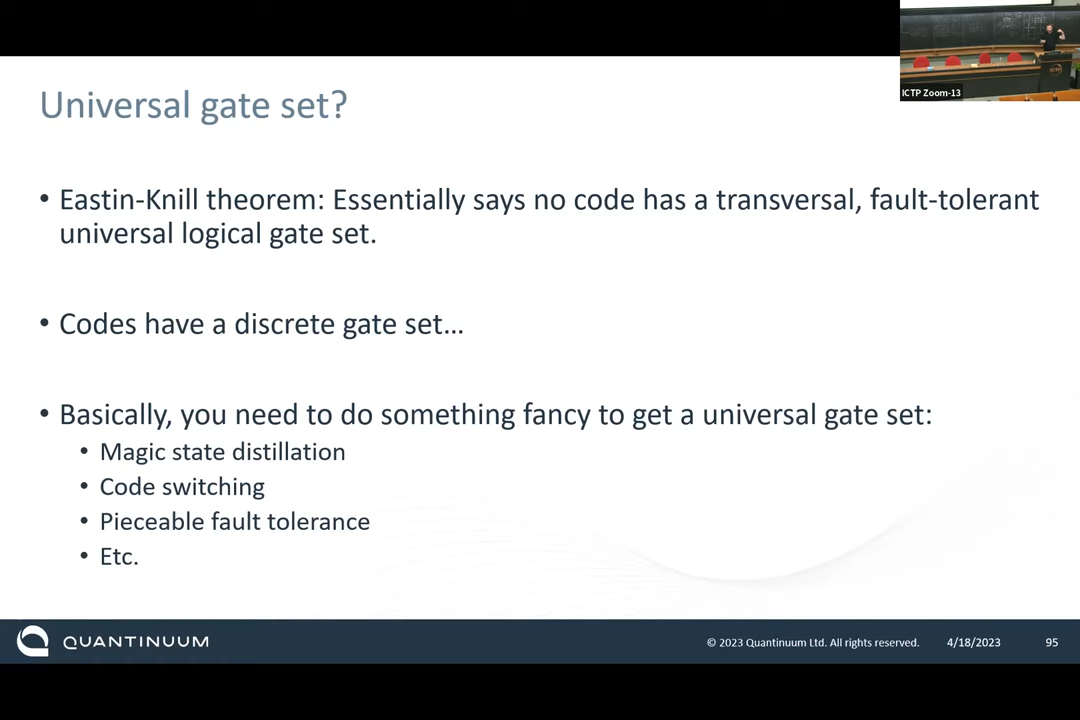 ICTP Zoom-13
Universal gate set?
• Eastin-Knill theorem: Essentially says no code has a transversal, fault-tolerant
universal logical gate set.
• Codes have a discrete gate set...
• Basically, you need to do something fancy to get a universal gate set:
• Magic state distillation
• Code switching
• Pieceable fault tolerance
• Etc.
QUANTINUUM
© 2023 Quantinuum Ltd. All rights reserved.
4/18/2023
95